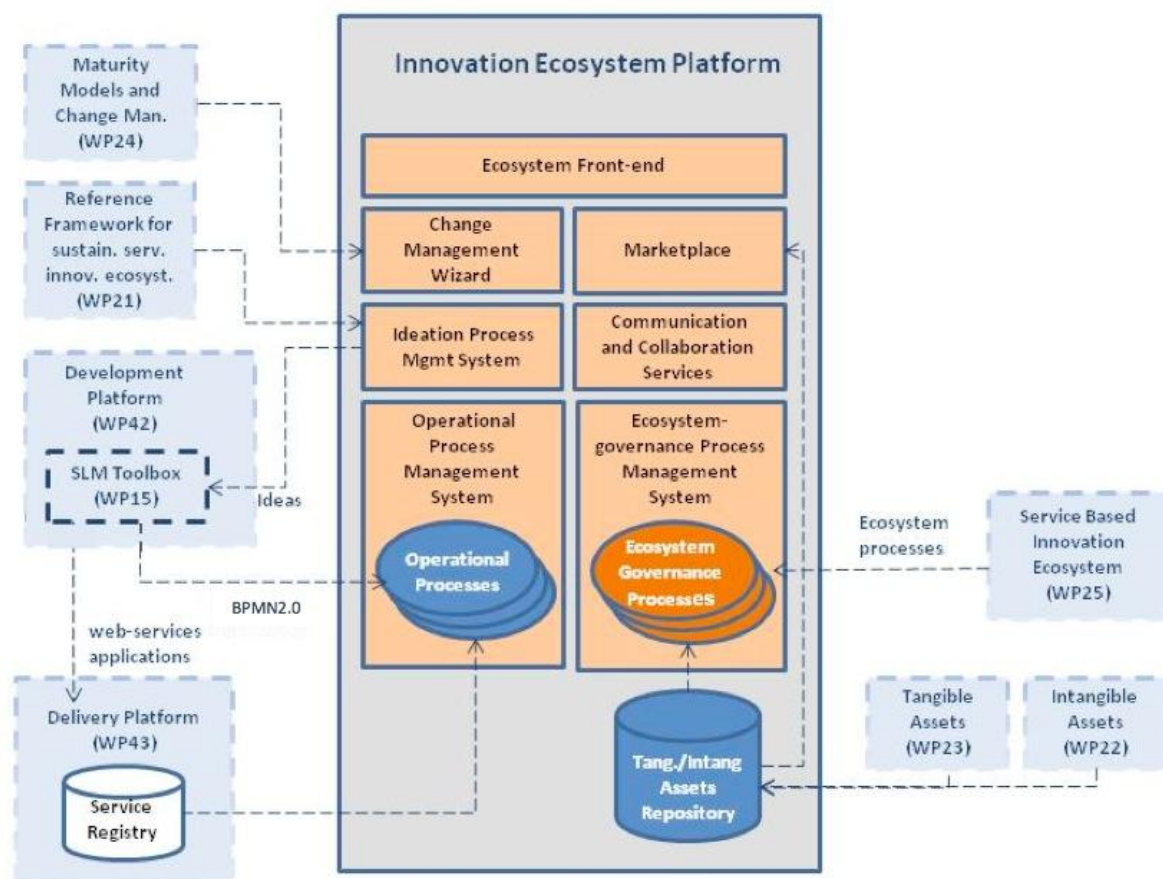 Innovation Ecosystem Platform
Maturity
Models and
Change Man.
(WP24)
Ecosystem Front-end
Reference
Framework for
sustain. serv.
innov. ecosyst.
(WP21)
Change
Management
Wizard
Marketplace
Ideation Process
Mgmt System
Communication
and Collaboration
Services
Development
Platform
(WP42)
SLM Toolbox
(WP15)
Ideas
Operational
Process
Management
System
Ecosystem-
governance Process
Management
System
Operational
Processes
Ecosystem
Governance
Processes
Ecosystem
processes
Service Based
Innovation
Ecosystem
(WP25)
BPMN2.0
web-services
applications
Delivery Platform
(WP43)
Service
Registry
Tang./Intang
Assets
Repository
Tangible
Assets
(WP23)
Intangible
Assets
(WP22)